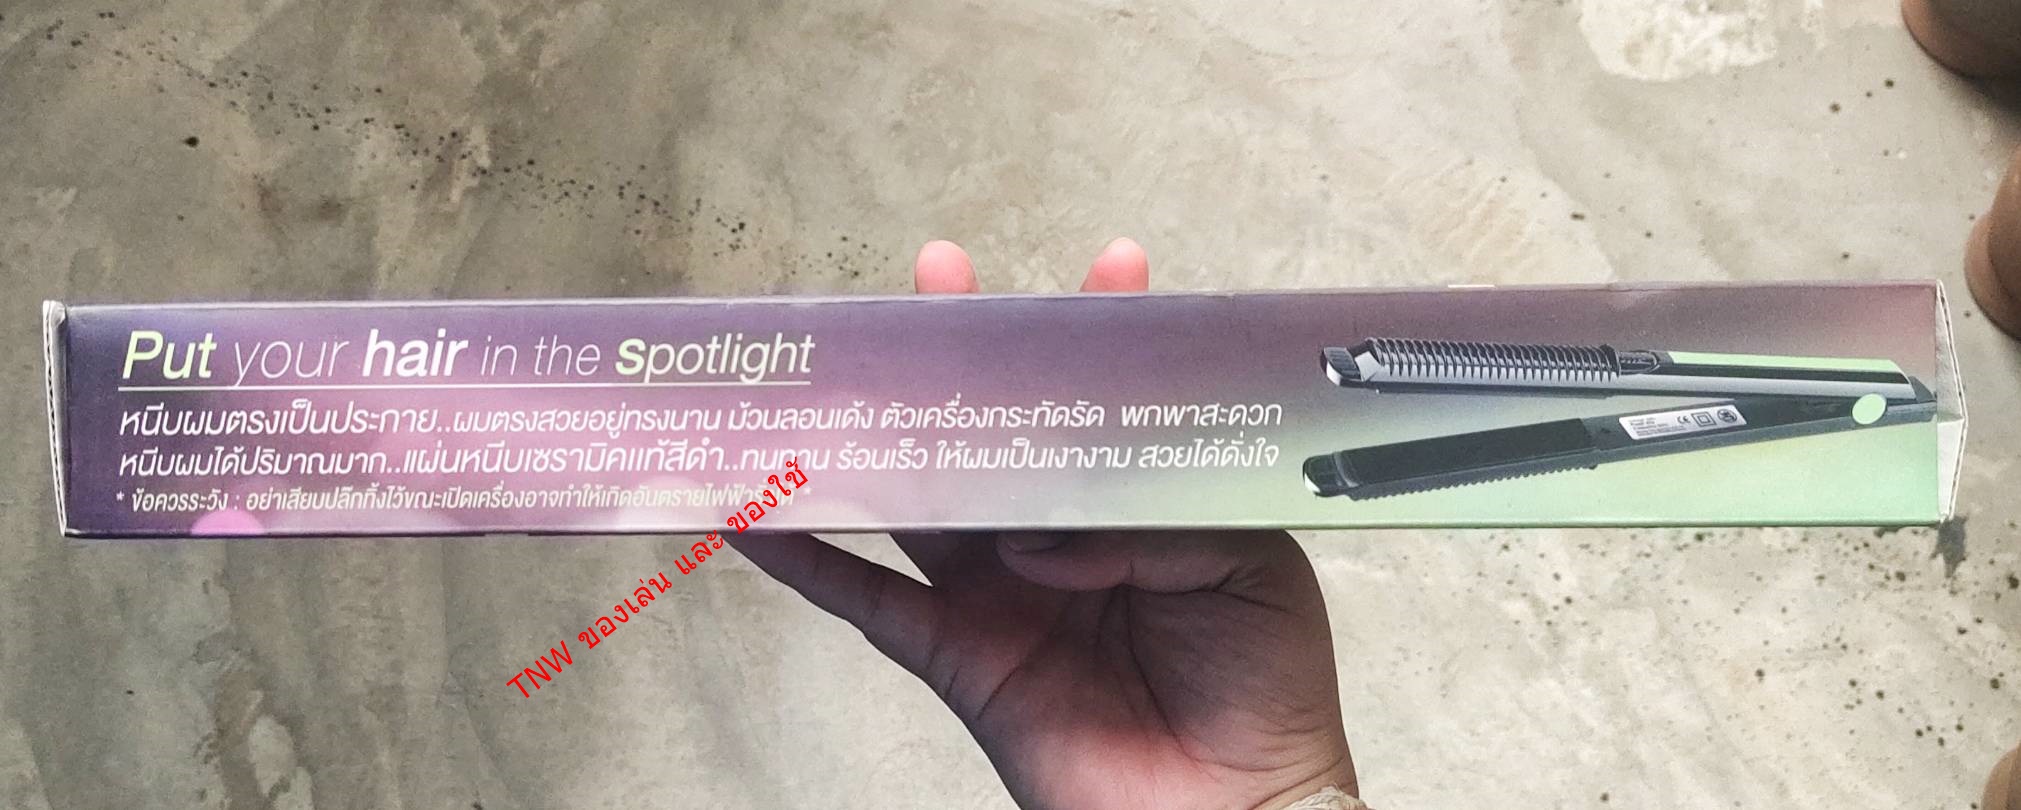 Put your hair in the Spotlight
หนีบผมตรงเป็นประกาย..ผมตรงสวยอยู่ทรงนาน ม้วนลอนเด้ง ตัวเครื่องกระทัดรัด พกพาสะดวก
หนีบผมได้ปริมาณมาก..แผ่นหนีบเซรามิคแท้สีดำ..ทนทาน ร้อนเร็ว ให้ผมเป็นเงางาม สวยได้ดั่งใจ
* ข้อควรระวัง : อย่าเสียบปลั๊กทิ้งไว้ขณะเปิดเครื่องอาจทำให้เกิดอันตรายไฟฟ้ารั่วได้ *
TNW ของเล่น และ ของใช้